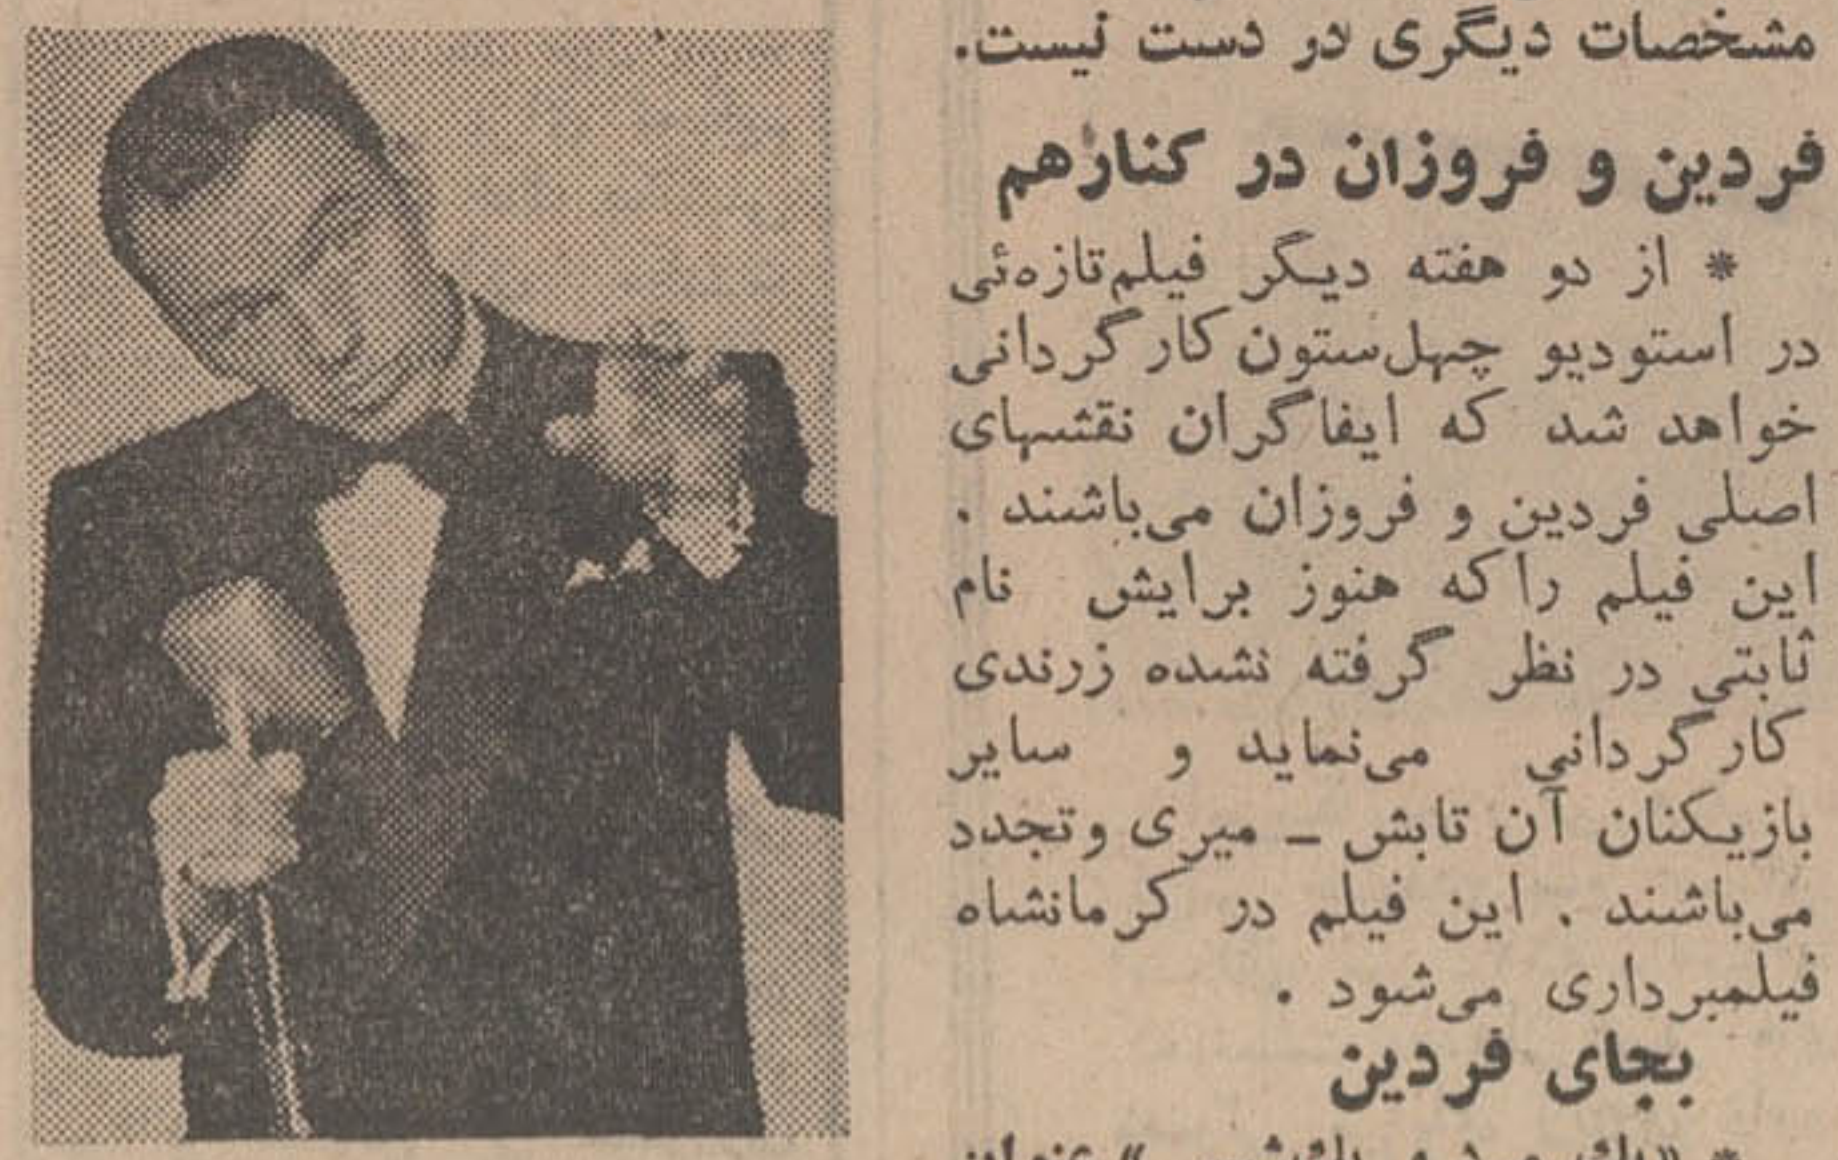 مشخصات دیگری در دست نیست.
فردین و فروزان در کنارهم
* از دو هفته دیگر فیلم‌تازه‌ئی
در استودیو چهل‌ستون کارگردانی
خواهد شد که ایفاگران نقشهای
اصلی فردین و فروزان می‌باشند .
این فیلم راکه هنوز برایش نام
ثابتی در نظر گرفته نشده زرندی
کارگردانی می‌نماید و سایر
بازیکنان آن تابش ـ میری وتجدد
می‌باشند . این فیلم در کرمانشاه
فیلمبرداری می‌شود .
بجای فردین